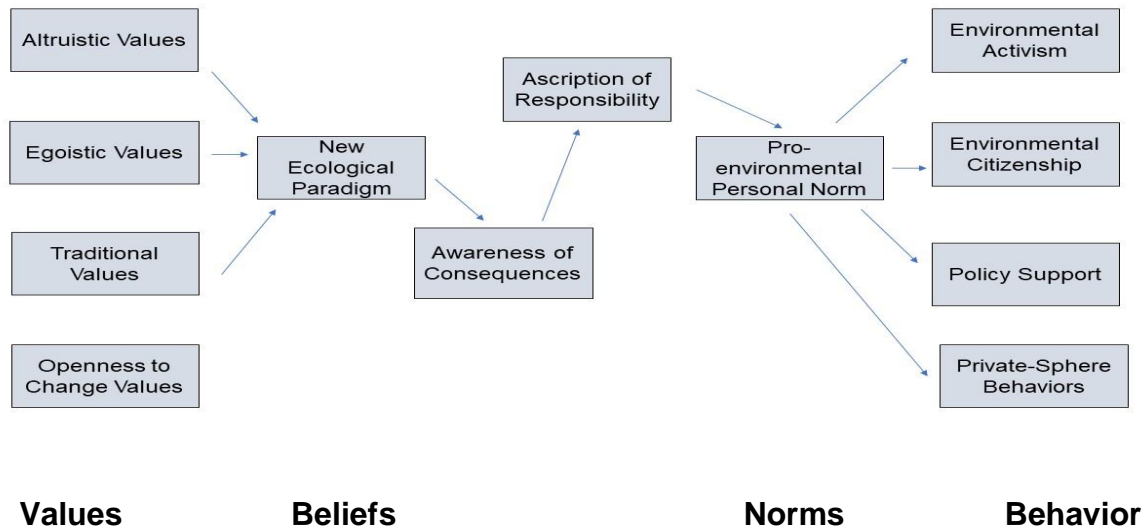 Altruistic Values
Egoistic Values
Traditional
Values
Openness to
Change Values
New
Ecological
Paradigm
Awareness of
Consequences
Ascription of
Responsibility
Pro-
environmental
Personal Norm
Environmental
Activism
Environmental
Citizenship
Policy Support
Private-Sphere
Behaviors
Values Beliefs Norms Behavior